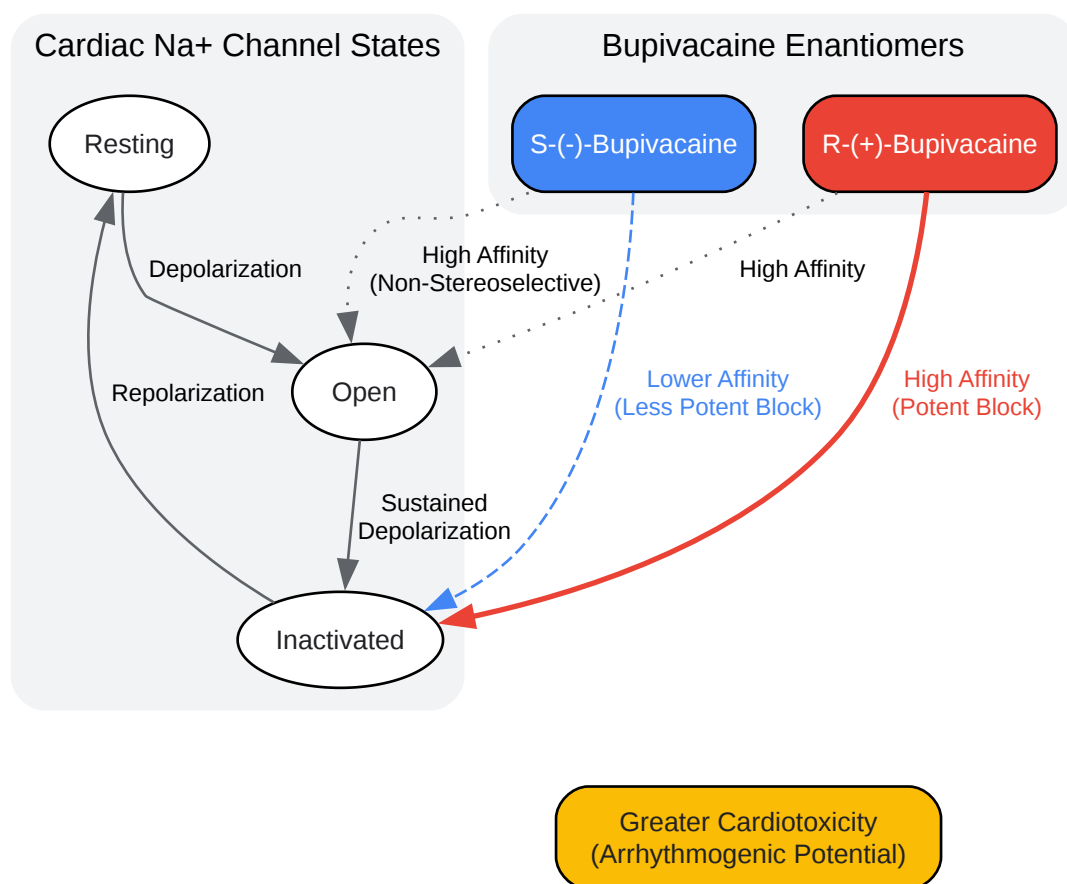 Cardiac Na+ Channel States
Bupivacaine Enantiomers
Resting
S-(-)-Bupivacaine
R-(+)-Bupivacaine
Depolarization
High Affinity
(Non-Stereoselective)
High Affinity
Open
Repolarization
Lower Affinity
(Less Potent Block)
High Affinity
(Potent Block)
Sustained
Depolarization
Inactivated
Greater Cardiotoxicity
(Arrhythmogenic Potential)